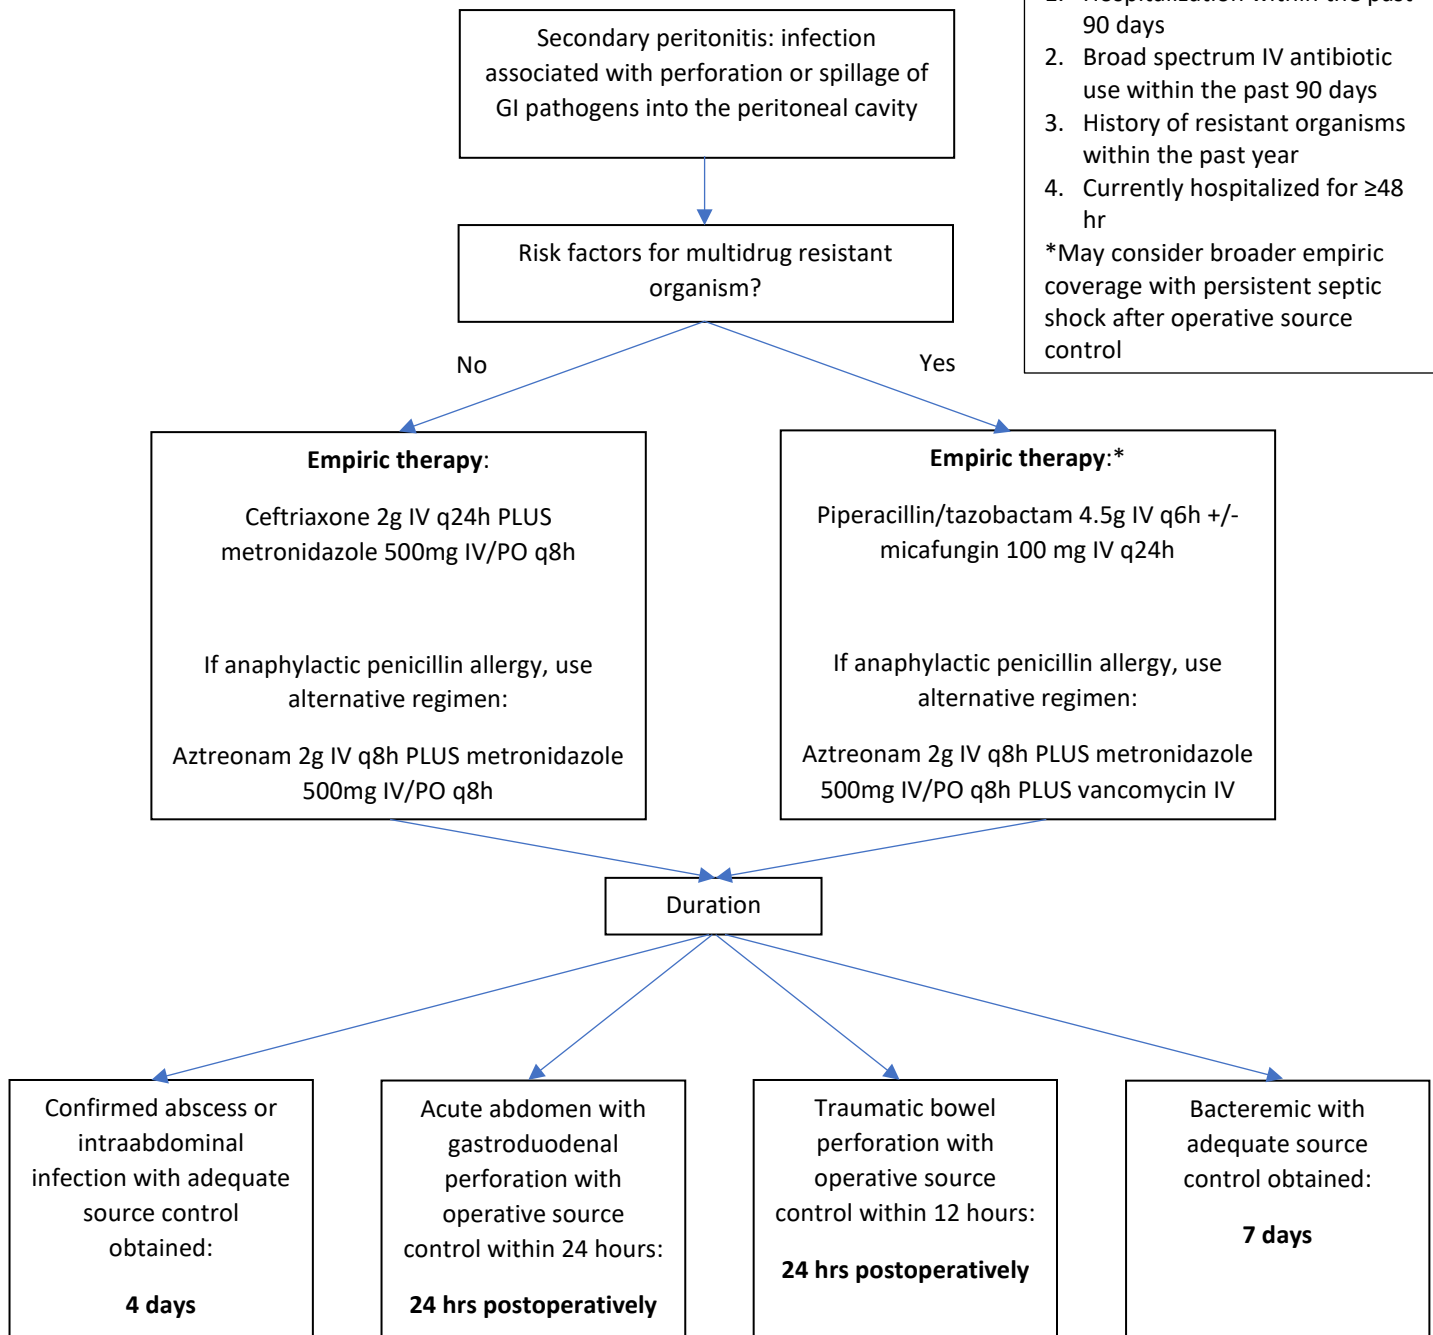 Secondary peritonitis: infection
associated with perforation or spillage of
GI pathogens into the peritoneal cavity
1. Hospitalization within the past
90 days
2. Broad spectrum IV antibiotic
use within the past 90 days
3. History of resistant organisms
within the past year
4. Currently hospitalized for ≥48
hr
*May consider broader empiric
coverage with persistent septic
shock after operative source
control
Risk factors for multidrug resistant
organism?
No
Yes
Empiric therapy:
Ceftriaxone 2g IV q24h PLUS
metronidazole 500mg IV/PO q8h
If anaphylactic penicillin allergy, use
alternative regimen:
Aztreonam 2g IV q8h PLUS metronidazole
500mg IV/PO q8h
Empiric therapy:*
Piperacillin/tazobactam 4.5g IV q6h +/-
micafungin 100 mg IV q24h
If anaphylactic penicillin allergy, use
alternative regimen:
Aztreonam 2g IV q8h PLUS metronidazole
500mg IV/PO q8h PLUS vancomycin IV
Duration
Confirmed abscess or
intraabdominal
infection with adequate
source control
obtained:
4 days
Acute abdomen with
gastroduodenal
perforation with
operative source
control within 24 hours:
24 hrs postoperatively
Traumatic bowel
perforation with
operative source
control within 12 hours:
24 hrs postoperatively
Bacteremic with
adequate source
control obtained:
7 days